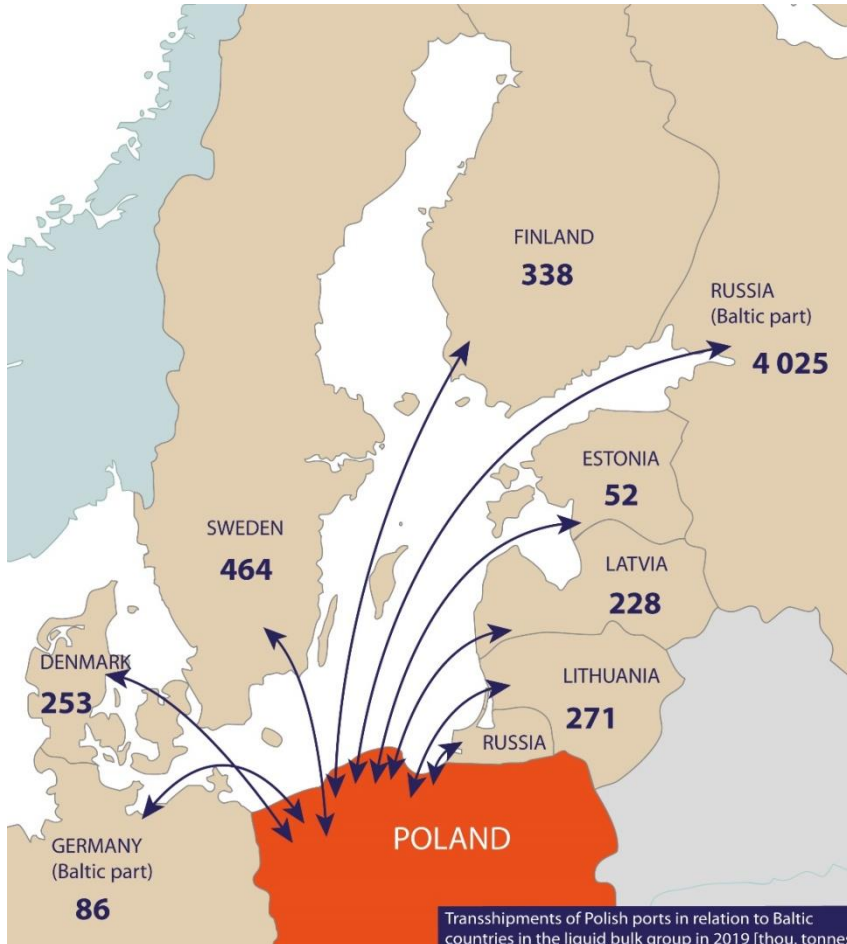 FINLAND
338
RUSSIA
(Baltic part)
4 025
ESTONIA
52
SWEDEN
464
LATVIA
228
DENMARK
253
LITHUANIA
271
RUSSIA
POLAND
GERMANY
(Baltic part)
86
Transshipments of Polish ports in relation to Baltic
countries in the liquid bulk group in 2019 [thou. tonnes